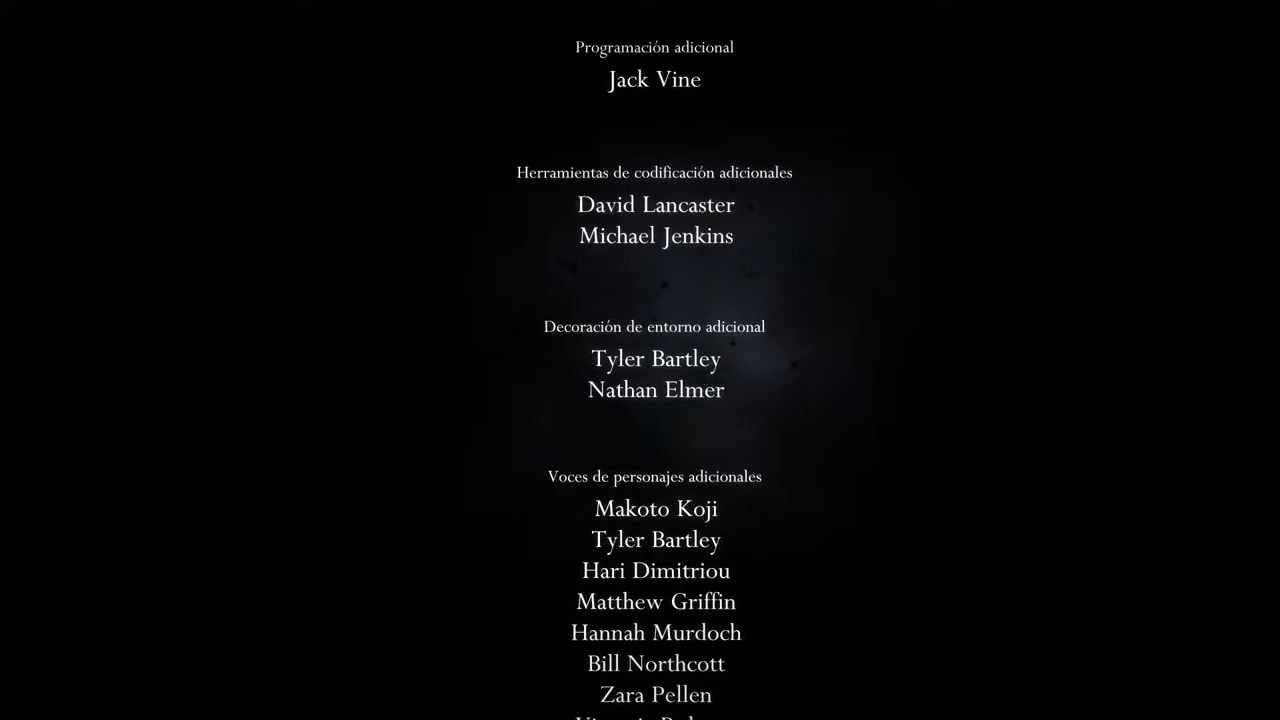 Programación adicional
Jack Vine
Herramientas de codificación adicionales
David Lancaster
Michael Jenkins
Decoración de entorno adicional
Tyler Bartley
Nathan Elmer
Voces de personajes adicionales
Makoto Koji
Tyler Bartley
Hari Dimitriou
Matthew Griffin
Hannah Murdoch
Bill Northcott
Zara Pellen